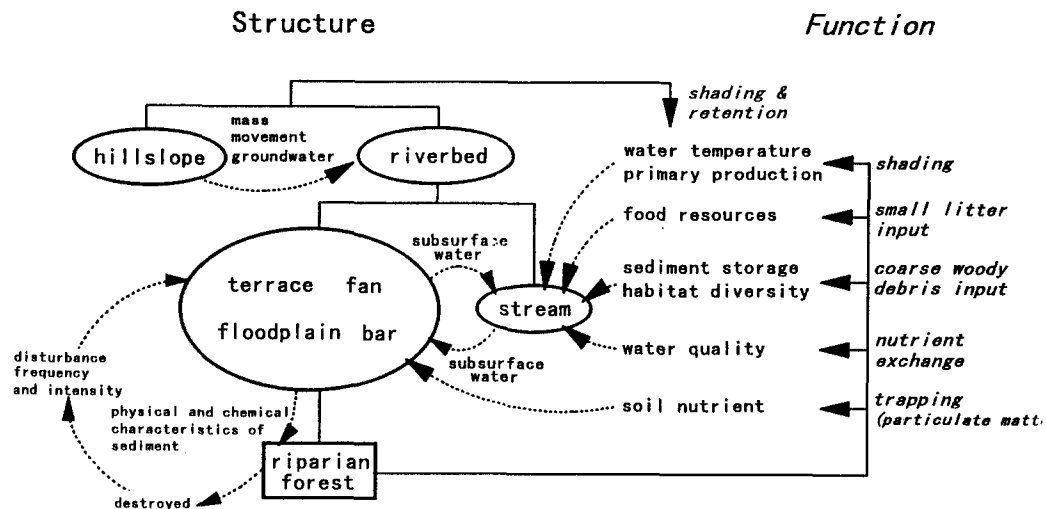 Structure
Function
shading &
retention
mass
movement
groundwater
hillslope
riverbed
water temperature
primary production
shading
food resources
small litter
input
subsurface
water
terrace fan
floodplain bar
sediment storage
habitat diversity
coarse woody
debris input
stream
disturbance
frequency
and intensity
subsurface
water
water quality
nutrient
exchange
physical and chemical
characteristics of
sediment
soil nutrient
trapping
(particulate matt
riparian
forest
destroyed